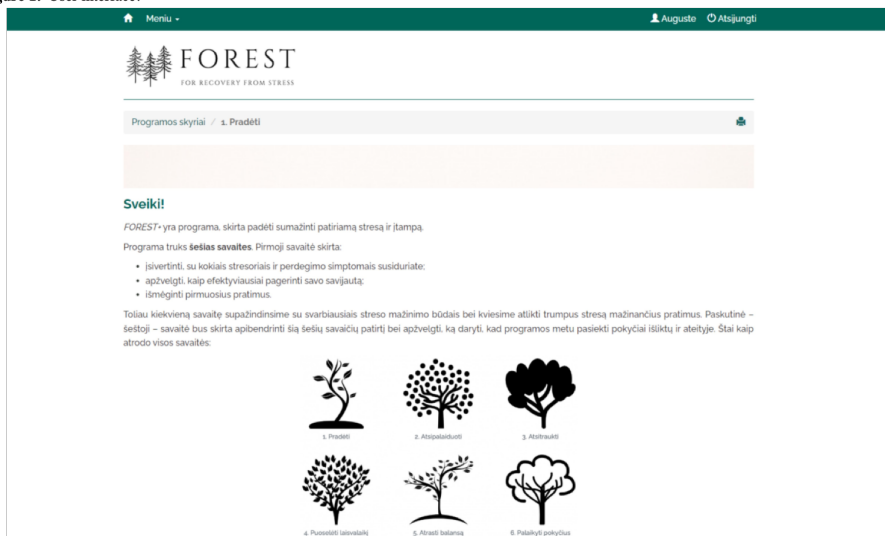 Meniu
Auguste
Atsijungti
FOREST
FOR RECOVERY FROM STRESS
Programos skyriai / 1. Pradėti
Sveiki!
FOREST+ yra programa, skirta padėti sumažinti patiriamą stresą ir įtampą.
Programa truks šešias savaites. Pirmoji savaitė skirta:
• įsivertinti, su kokiais stresoriais ir perdegimo simptomais susiduriate;
• apžvelgti, kaip efektyviausiai pagerinti savo savijautą;
• išmėginti pirmuosius pratimus.
Toliau kiekvieną savaitę supažindinsime su svarbiausiais streso mažinimo būdais bei kviesime atlikti trumpus stresą mažinančius pratimus. Paskutinė –
šeštoji – savaitė bus skirta apibendrinti šią šešių savaičių patirtį bei apžvelgti, ką daryti, kad programos metu pasiekti pokyčiai išliktų ir ateityje. Štai kaip
atrodo visos savaitės:
1. Pradėti
2. Atsipalaiduoti
3. Atsitraukti
4. Puoselėti laisvalaikį
5. Atrasti balansą
6. Palaikyti pokyčius